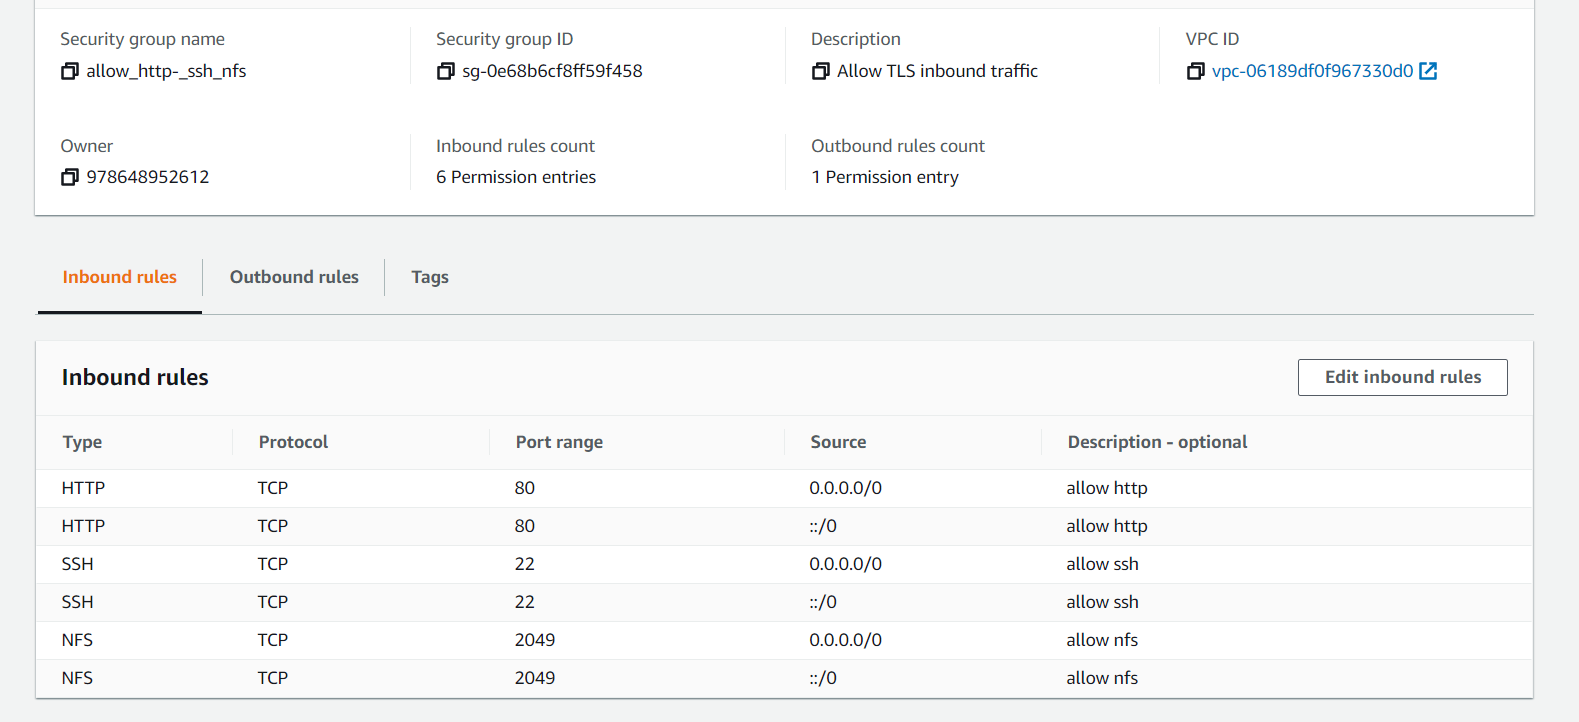 Security group name Security group ID Description VPC ID
allow_http-_ssh_nfs sg-0e68b6cf8ff59f458 Allow TLS inbound traffic vpc-06189df0f967330d0
Owner Inbound rules count Outbound rules count
978648952612 6 Permission entries 1 Permission entry
Inbound rules Outbound rules Tags
Inbound rules Edit inbound rules
Type Protocol Port range Source Description - optional
HTTP TCP 80 0.0.0.0/0 allow http
HTTP TCP 80 ::/0 allow http
SSH TCP 22 0.0.0.0/0 allow ssh
SSH TCP 22 ::/0 allow ssh
NFS TCP 2049 0.0.0.0/0 allow nfs
NFS TCP 2049 ::/0 allow nfs